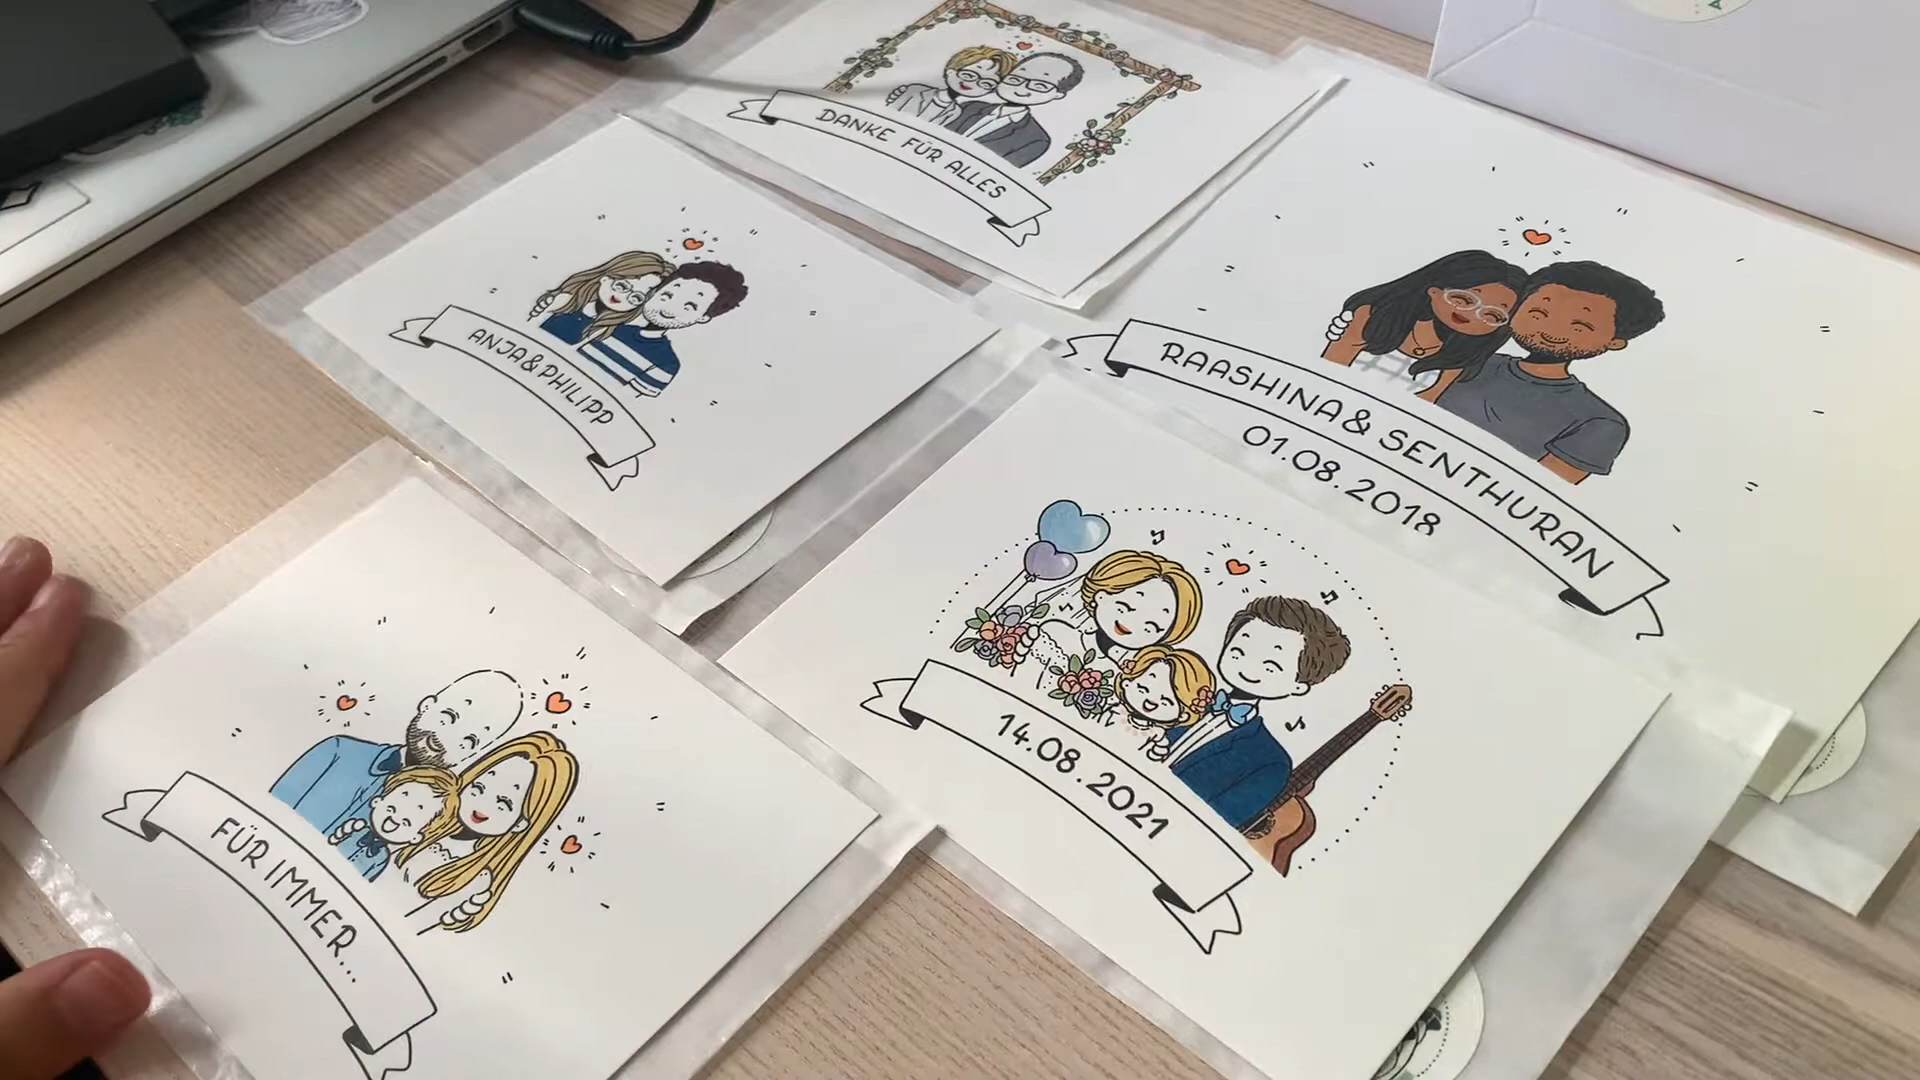 DANKE FÜR ALLES
ANJA & PHILIPP
RAASHINA & SENTHURAN
01.08.2018
14.08.2021
FÜR IMMER...